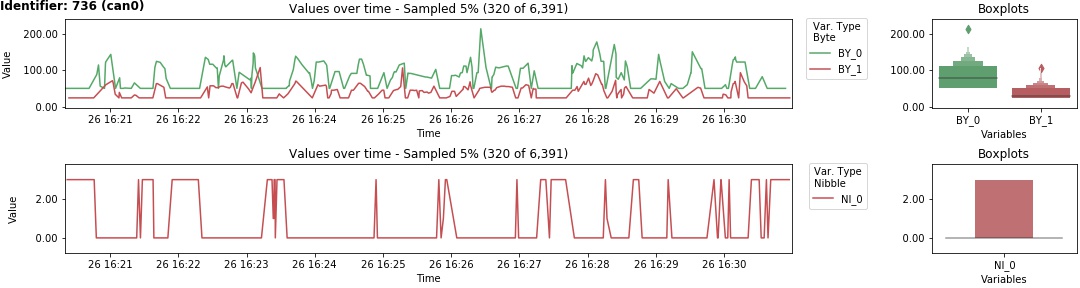 Identifier: 736 (can0)
Values over time - Sampled 5% (320 of 6,391)
Value
200.00
100.00
0.00
26 16:21 26 16:22 26 16:23 26 16:24 26 16:25 26 16:26 26 16:27 26 16:28 26 16:29 26 16:30
Time
Var. Type
Byte
BY_0
BY_1
Boxplots
200.00
100.00
0.00
BY_0 BY_1
Variables
Values over time - Sampled 5% (320 of 6,391)
Value
2.00
0.00
26 16:21 26 16:22 26 16:23 26 16:24 26 16:25 26 16:26 26 16:27 26 16:28 26 16:29 26 16:30
Time
Var. Type
Nibble
NI_0
Boxplots
2.00
0.00
NI_0
Variables